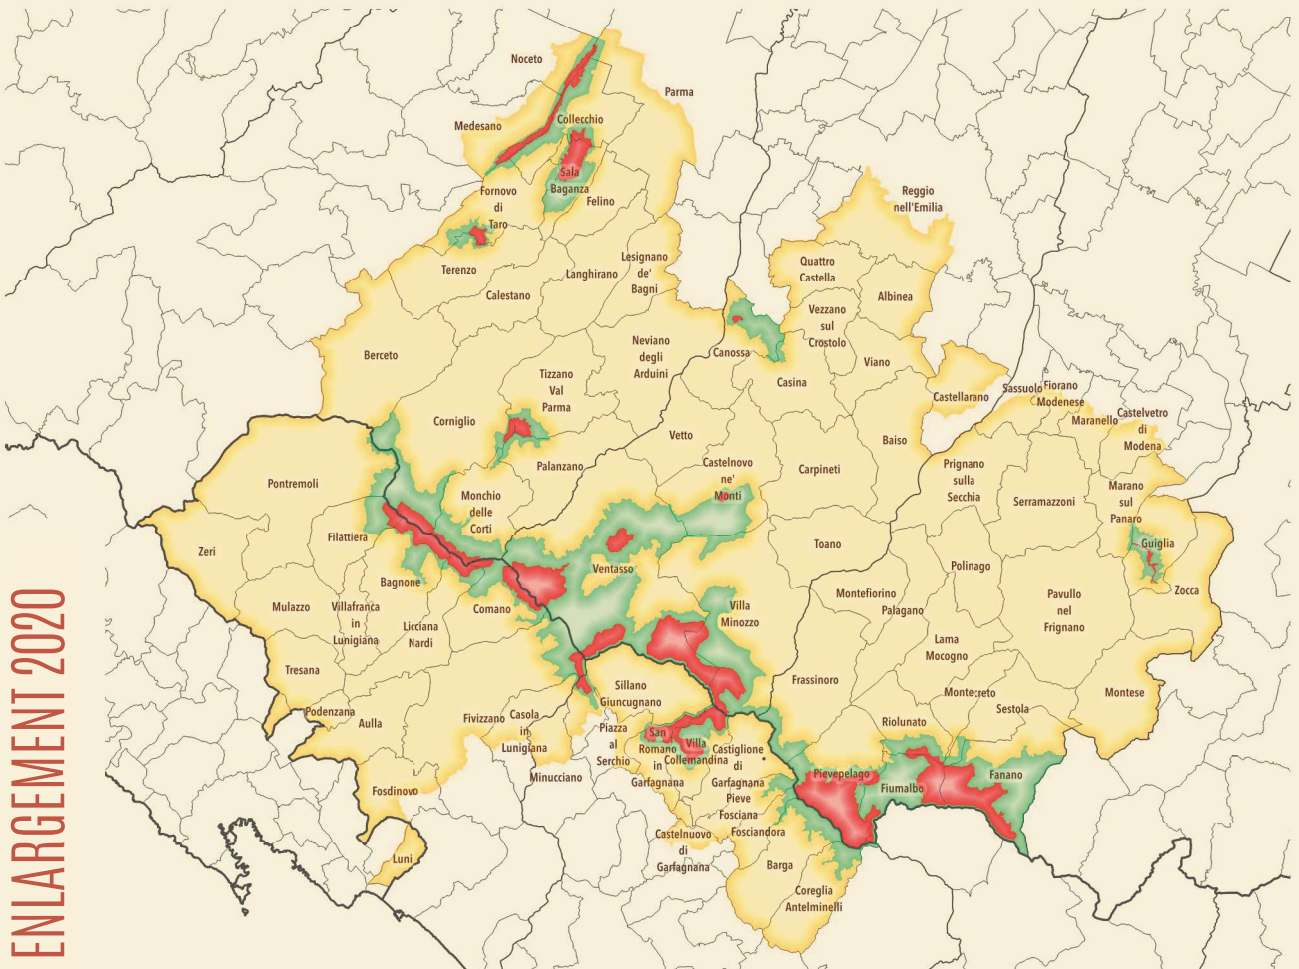 ENLARGEMENT 2020
Noceto
Parma
Medesano
Collecchio
Sala
Baganza
Fornovo
di
Taro
Felino
Reggio
nell'Emilia
Terenzo
Calestano
Langhirano
Lesignano
de'
Bagni
Quattro
Castella
Albinea
Vezzano
sul
Crostolo
Berceto
Neviano
degli
Arduini
Canossa
Viano
Casina
Tizzano
Val
Parma
Castellarano
Sassuolo
Fiorano
Modenese
Maranello
Castelvetro
di
Modena
Corniglio
Vetto
Baiso
Palanzano
Castelnovo
ne'
Monti
Carpineti
Prignano
sulla
Secchia
Serramazzoni
Marano
sul
Panaro
Pontremoli
Monchio
delle
Corti
Filattiera
Zeri
Toano
Guiglia
Ventasso
Polinago
Bagnone
Zocca
Mulazzo
Villafranca
in
Lunigiana
Comano
Villa
Minozzo
Montefiorino
Palagano
Pavullo
nel
Frignano
Licciana
Nardi
Lama
Mocogno
Tresana
Sillano
Giuncugnano
Frassinoro
Montecreto
Montese
Sestola
Podenzana
Aulla
Fivizzano
Casola
in
Lunigiana
Piazza
al
Serchio
San
Romano
in
Garfagnana
Villa
Collemandina
Castiglione
di
Garfagnana
Riolunato
Minucciano
Pievepelago
Fiumalbo
Fanano
Fosdinovo
Pieve
Fosciana
Fosciandora
Castelnuovo
di
Garfagnana
Luni
Barga
Coreglia
Antelminelli